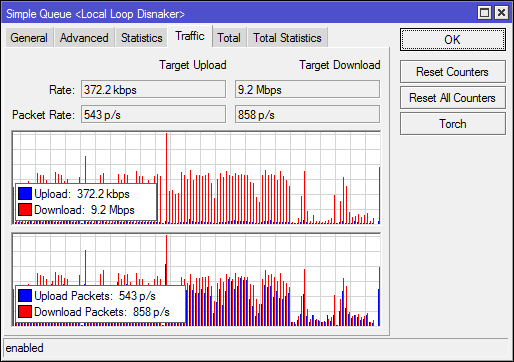 Simple Queue <Local Loop Disnaker>
General Advanced Statistics Traffic Total Total Statistics
OK
Target Upload Target Download
Rate: 372.2 kbps 9.2 Mbps
Reset Counters
Packet Rate: 543 p/s 858 p/s
Reset All Counters
Torch
Upload: 372.2 kbps
Download: 9.2 Mbps
Upload Packets: 543 p/s
Download Packets: 858 p/s
enabled